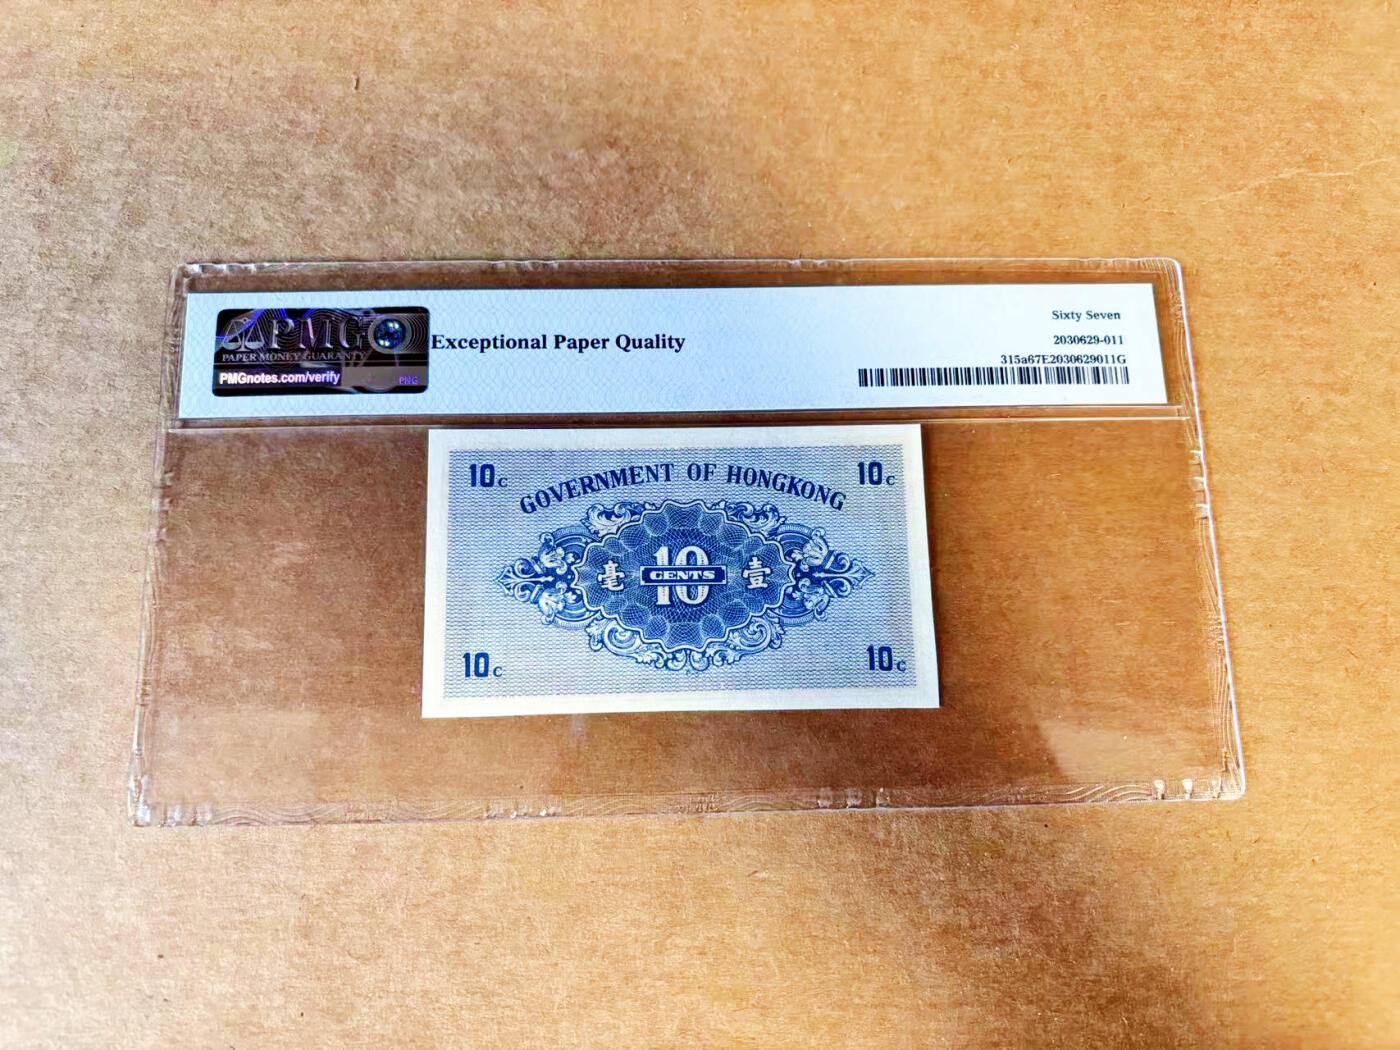 PMG
PAPER MONEY GUARANTY
PMGnotes.com/verify
PNG
Exceptional Paper Quality
Sixty Seven
2030629-011
315a67E2030629011G
10c
10c
GOVERNMENT OF HONGKONG
毫
10
CENTS
壹
10c
10c